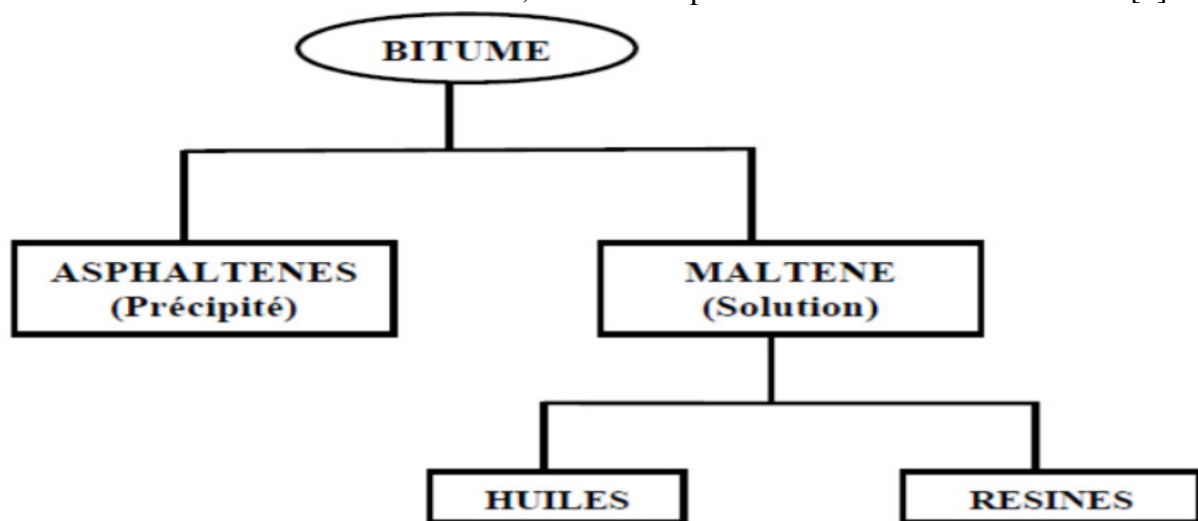 BITUME
ASPHALTENES
(Précipité)
MALTENE
(Solution)
HUILES
RESINES